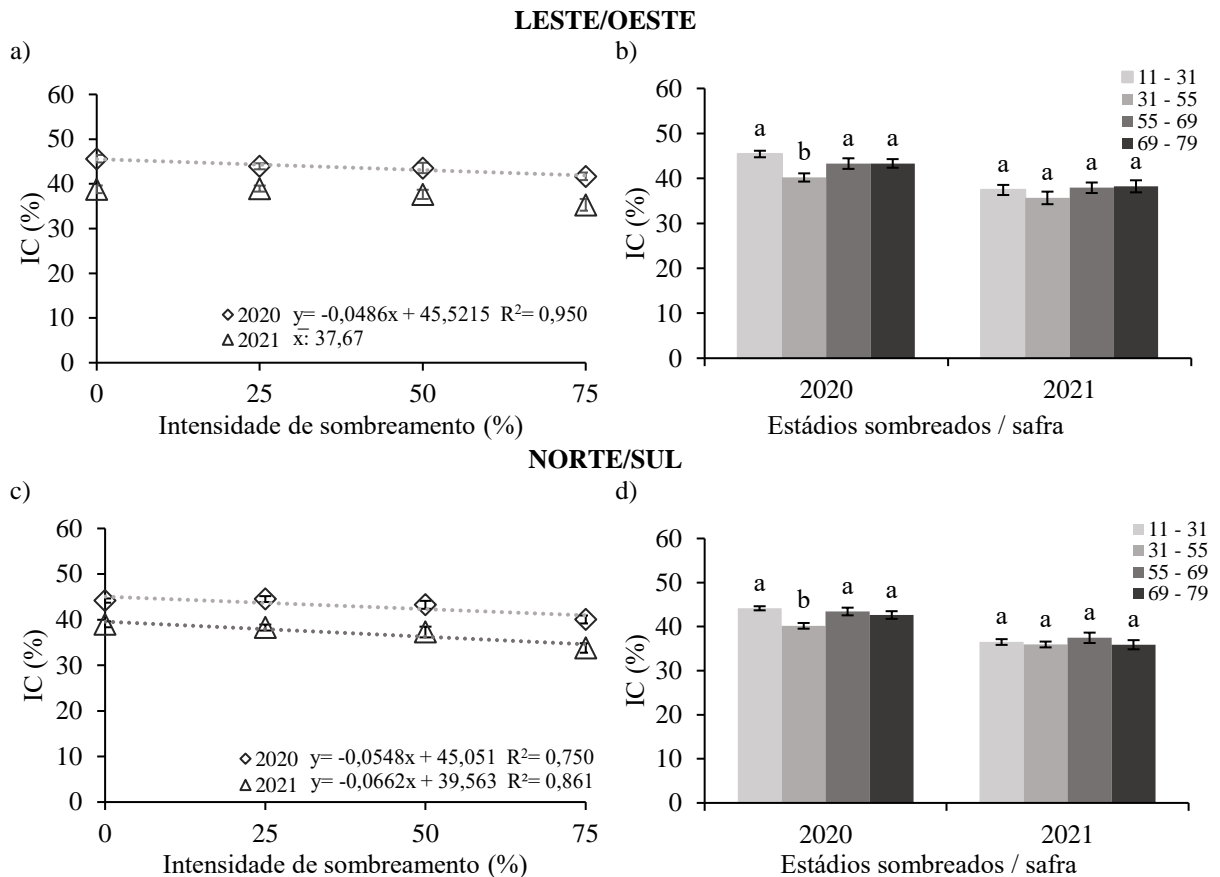 LESTE/OESTE
a)
60
50
40
30
20
10
0
IC (%)
◇ 2020 y= -0,0486x + 45,5215 R²= 0,950
△ 2021 x̅: 37,67
0 25 50 75
Intensidade de sombreamento (%)
b)
11 - 31
31 - 55
55 - 69
69 - 79
60
50
40
30
20
10
0
IC (%)
a b a a a a a a
2020 2021
Estádios sombreados / safra
NORTE/SUL
c)
60
50
40
30
20
10
0
IC (%)
◇ 2020 y= -0,0548x + 45,051 R²= 0,750
△ 2021 y= -0,0662x + 39,563 R²= 0,861
0 25 50 75
Intensidade de sombreamento (%)
d)
11 - 31
31 - 55
55 - 69
69 - 79
60
50
40
30
20
10
0
IC (%)
a b a a a a a a
2020 2021
Estádios sombreados / safra